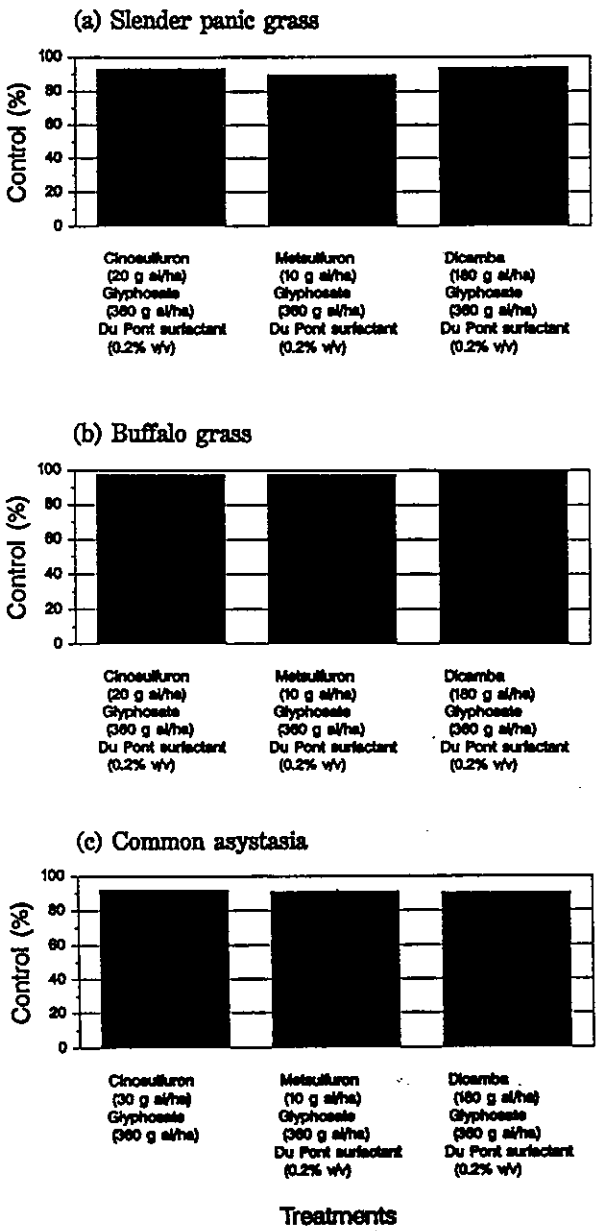 (a) Slender panic grass
Control (%)
100
80
60
40
20
0
Cinosulfuron
(20 g ai/ha)
Glyphosate
(360 g ai/ha)
Du Pont surfactant
(0.2% v/v)
Metsulfuron
(10 g ai/ha)
Glyphosate
(360 g ai/ha)
Du Pont surfactant
(0.2% v/v)
Dicamba
(180 g ai/ha)
Glyphosate
(360 g ai/ha)
Du Pont surfactant
(0.2% v/v)
(b) Buffalo grass
Control (%)
100
80
60
40
20
0
Cinosulfuron
(20 g ai/ha)
Glyphosate
(360 g ai/ha)
Du Pont surfactant
(0.2% v/v)
Metsulfuron
(10 g ai/ha)
Glyphosate
(360 g ai/ha)
Du Pont surfactant
(0.2% v/v)
Dicamba
(180 g ai/ha)
Glyphosate
(360 g ai/ha)
Du Pont surfactant
(0.2% v/v)
(c) Common asystasia
Control (%)
100
80
60
40
20
0
Cinosulfuron
(30 g ai/ha)
Glyphosate
(360 g ai/ha)
Metsulfuron
(10 g ai/ha)
Glyphosate
(360 g ai/ha)
Du Pont surfactant
(0.2% v/v)
Dicamba
(180 g ai/ha)
Glyphosate
(360 g ai/ha)
Du Pont surfactant
(0.2% v/v)
Treatments